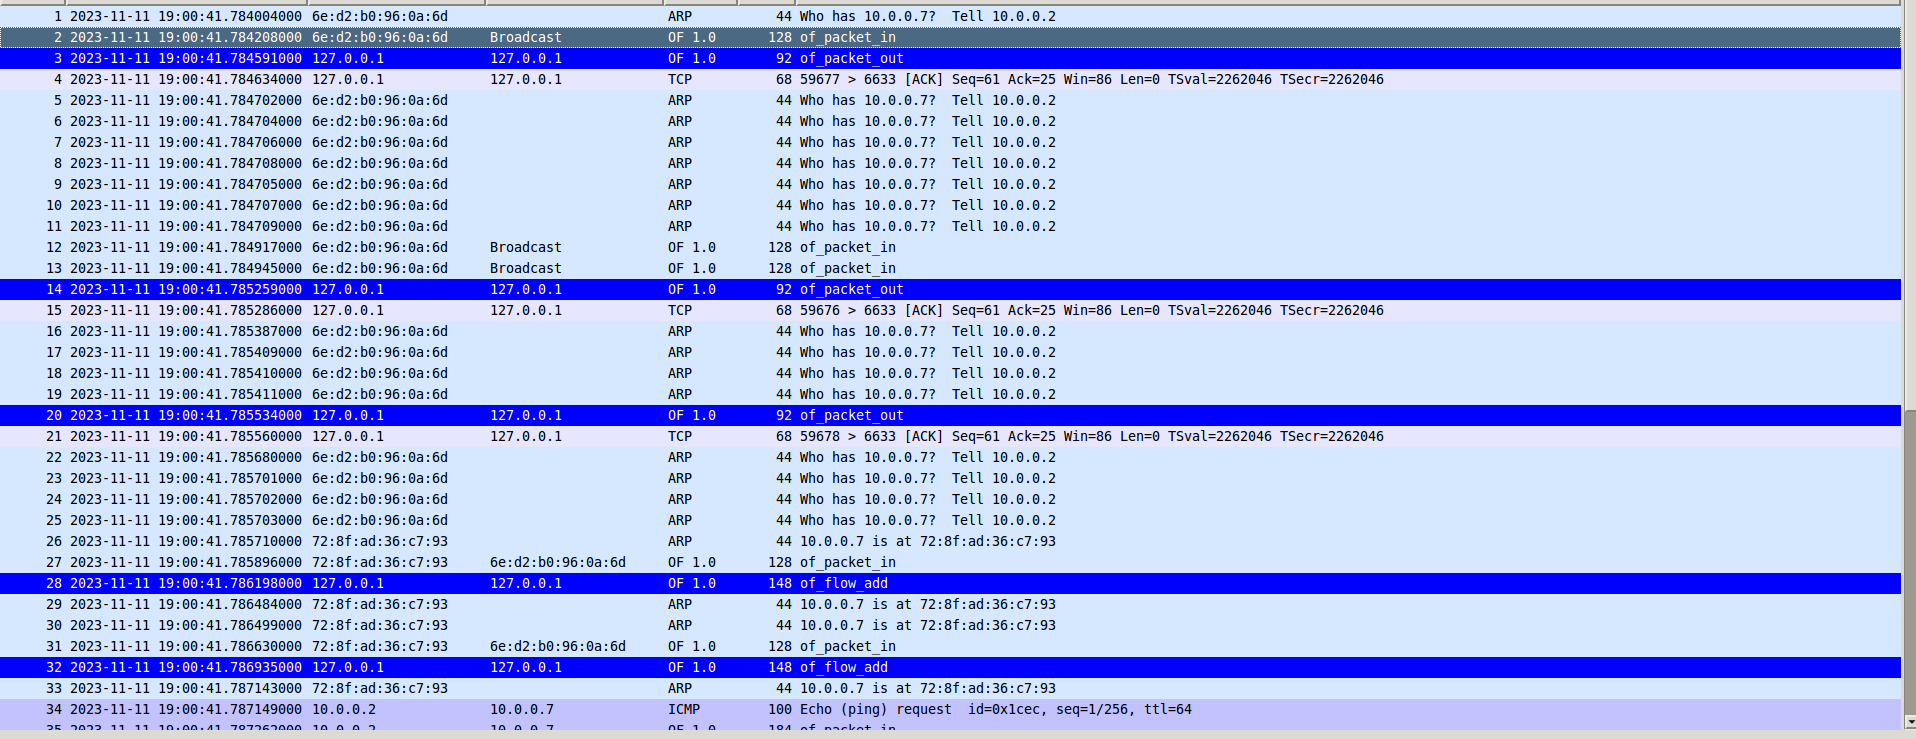 1 2023-11-11 19:00:41.784004000 6e:d2:b0:96:0a:6d ARP 44 Who has 10.0.0.7? Tell 10.0.0.2
2 2023-11-11 19:00:41.784208000 6e:d2:b0:96:0a:6d Broadcast OF 1.0 128 of_packet_in
3 2023-11-11 19:00:41.784591000 127.0.0.1 127.0.0.1 OF 1.0 92 of_packet_out
4 2023-11-11 19:00:41.784634000 127.0.0.1 127.0.0.1 TCP 68 59677 > 6633 [ACK] Seq=61 Ack=25 Win=86 Len=0 TSval=2262046 TSecr=2262046
5 2023-11-11 19:00:41.784702000 6e:d2:b0:96:0a:6d ARP 44 Who has 10.0.0.7? Tell 10.0.0.2
6 2023-11-11 19:00:41.784704000 6e:d2:b0:96:0a:6d ARP 44 Who has 10.0.0.7? Tell 10.0.0.2
7 2023-11-11 19:00:41.784706000 6e:d2:b0:96:0a:6d ARP 44 Who has 10.0.0.7? Tell 10.0.0.2
8 2023-11-11 19:00:41.784708000 6e:d2:b0:96:0a:6d ARP 44 Who has 10.0.0.7? Tell 10.0.0.2
9 2023-11-11 19:00:41.784705000 6e:d2:b0:96:0a:6d ARP 44 Who has 10.0.0.7? Tell 10.0.0.2
10 2023-11-11 19:00:41.784707000 6e:d2:b0:96:0a:6d ARP 44 Who has 10.0.0.7? Tell 10.0.0.2
11 2023-11-11 19:00:41.784709000 6e:d2:b0:96:0a:6d ARP 44 Who has 10.0.0.7? Tell 10.0.0.2
12 2023-11-11 19:00:41.784917000 6e:d2:b0:96:0a:6d Broadcast OF 1.0 128 of_packet_in
13 2023-11-11 19:00:41.784945000 6e:d2:b0:96:0a:6d Broadcast OF 1.0 128 of_packet_in
14 2023-11-11 19:00:41.785259000 127.0.0.1 127.0.0.1 OF 1.0 92 of_packet_out
15 2023-11-11 19:00:41.785286000 127.0.0.1 127.0.0.1 TCP 68 59676 > 6633 [ACK] Seq=61 Ack=25 Win=86 Len=0 TSval=2262046 TSecr=2262046
16 2023-11-11 19:00:41.785387000 6e:d2:b0:96:0a:6d ARP 44 Who has 10.0.0.7? Tell 10.0.0.2
17 2023-11-11 19:00:41.785409000 6e:d2:b0:96:0a:6d ARP 44 Who has 10.0.0.7? Tell 10.0.0.2
18 2023-11-11 19:00:41.785410000 6e:d2:b0:96:0a:6d ARP 44 Who has 10.0.0.7? Tell 10.0.0.2
19 2023-11-11 19:00:41.785411000 6e:d2:b0:96:0a:6d ARP 44 Who has 10.0.0.7? Tell 10.0.0.2
20 2023-11-11 19:00:41.785534000 127.0.0.1 127.0.0.1 OF 1.0 92 of_packet_out
21 2023-11-11 19:00:41.785560000 127.0.0.1 127.0.0.1 TCP 68 59678 > 6633 [ACK] Seq=61 Ack=25 Win=86 Len=0 TSval=2262046 TSecr=2262046
22 2023-11-11 19:00:41.785680000 6e:d2:b0:96:0a:6d ARP 44 Who has 10.0.0.7? Tell 10.0.0.2
23 2023-11-11 19:00:41.785701000 6e:d2:b0:96:0a:6d ARP 44 Who has 10.0.0.7? Tell 10.0.0.2
24 2023-11-11 19:00:41.785702000 6e:d2:b0:96:0a:6d ARP 44 Who has 10.0.0.7? Tell 10.0.0.2
25 2023-11-11 19:00:41.785703000 6e:d2:b0:96:0a:6d ARP 44 Who has 10.0.0.7? Tell 10.0.0.2
26 2023-11-11 19:00:41.785710000 72:8f:ad:36:c7:93 ARP 44 10.0.0.7 is at 72:8f:ad:36:c7:93
27 2023-11-11 19:00:41.785896000 72:8f:ad:36:c7:93 6e:d2:b0:96:0a:6d OF 1.0 128 of_packet_in
28 2023-11-11 19:00:41.786198000 127.0.0.1 127.0.0.1 OF 1.0 148 of_flow_add
29 2023-11-11 19:00:41.786484000 72:8f:ad:36:c7:93 ARP 44 10.0.0.7 is at 72:8f:ad:36:c7:93
30 2023-11-11 19:00:41.786499000 72:8f:ad:36:c7:93 ARP 44 10.0.0.7 is at 72:8f:ad:36:c7:93
31 2023-11-11 19:00:41.786630000 72:8f:ad:36:c7:93 6e:d2:b0:96:0a:6d OF 1.0 128 of_packet_in
32 2023-11-11 19:00:41.786935000 127.0.0.1 127.0.0.1 OF 1.0 148 of_flow_add
33 2023-11-11 19:00:41.787143000 72:8f:ad:36:c7:93 ARP 44 10.0.0.7 is at 72:8f:ad:36:c7:93
34 2023-11-11 19:00:41.787149000 10.0.0.2 10.0.0.7 ICMP 100 Echo (ping) request id=0x1cec, seq=1/256, ttl=64
35 2023-11-11 19:00:41.787262000 10.0.0.2 10.0.0.7 OF 1.0 184 of_packet_in